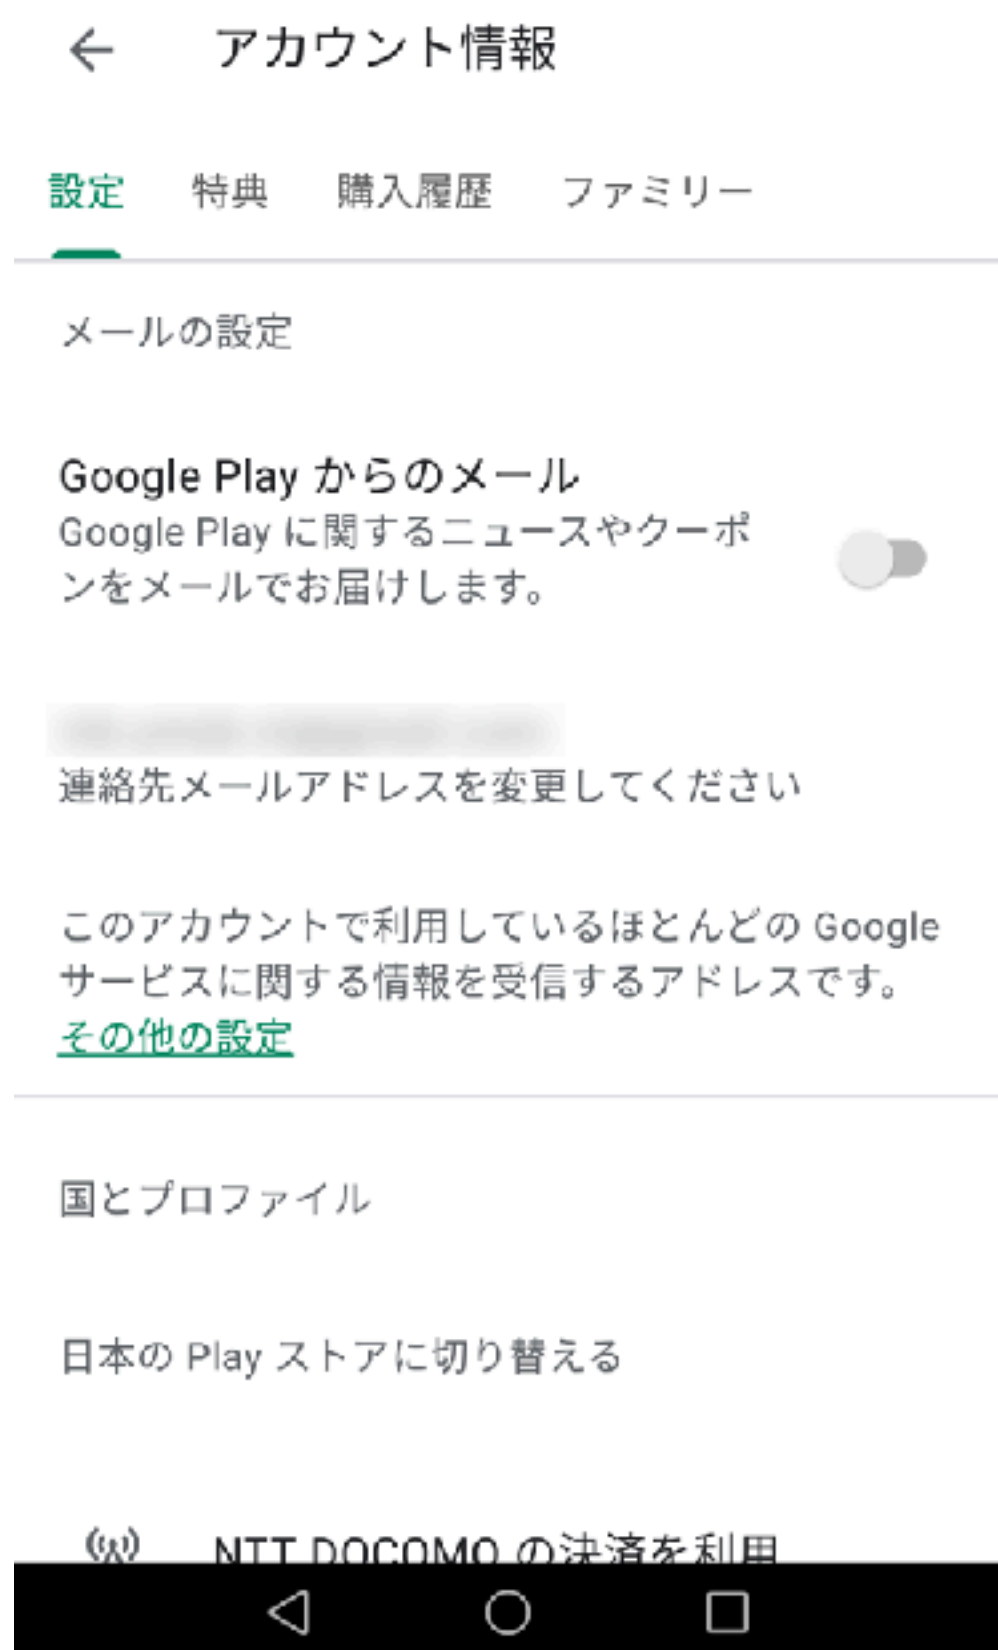 アカウント情報
設定 特典 購入履歴 ファミリー
メールの設定
Google Play からのメール
Google Play に関するニュースやクーポ
ンをメールでお届けします。
連絡先メールアドレスを変更してください
このアカウントで利用しているほとんどの Google
サービスに関する情報を受信するアドレスです。
その他の設定
国とプロファイル
日本の Play ストアに切り替える
NTT DOCOMO の決済を利用